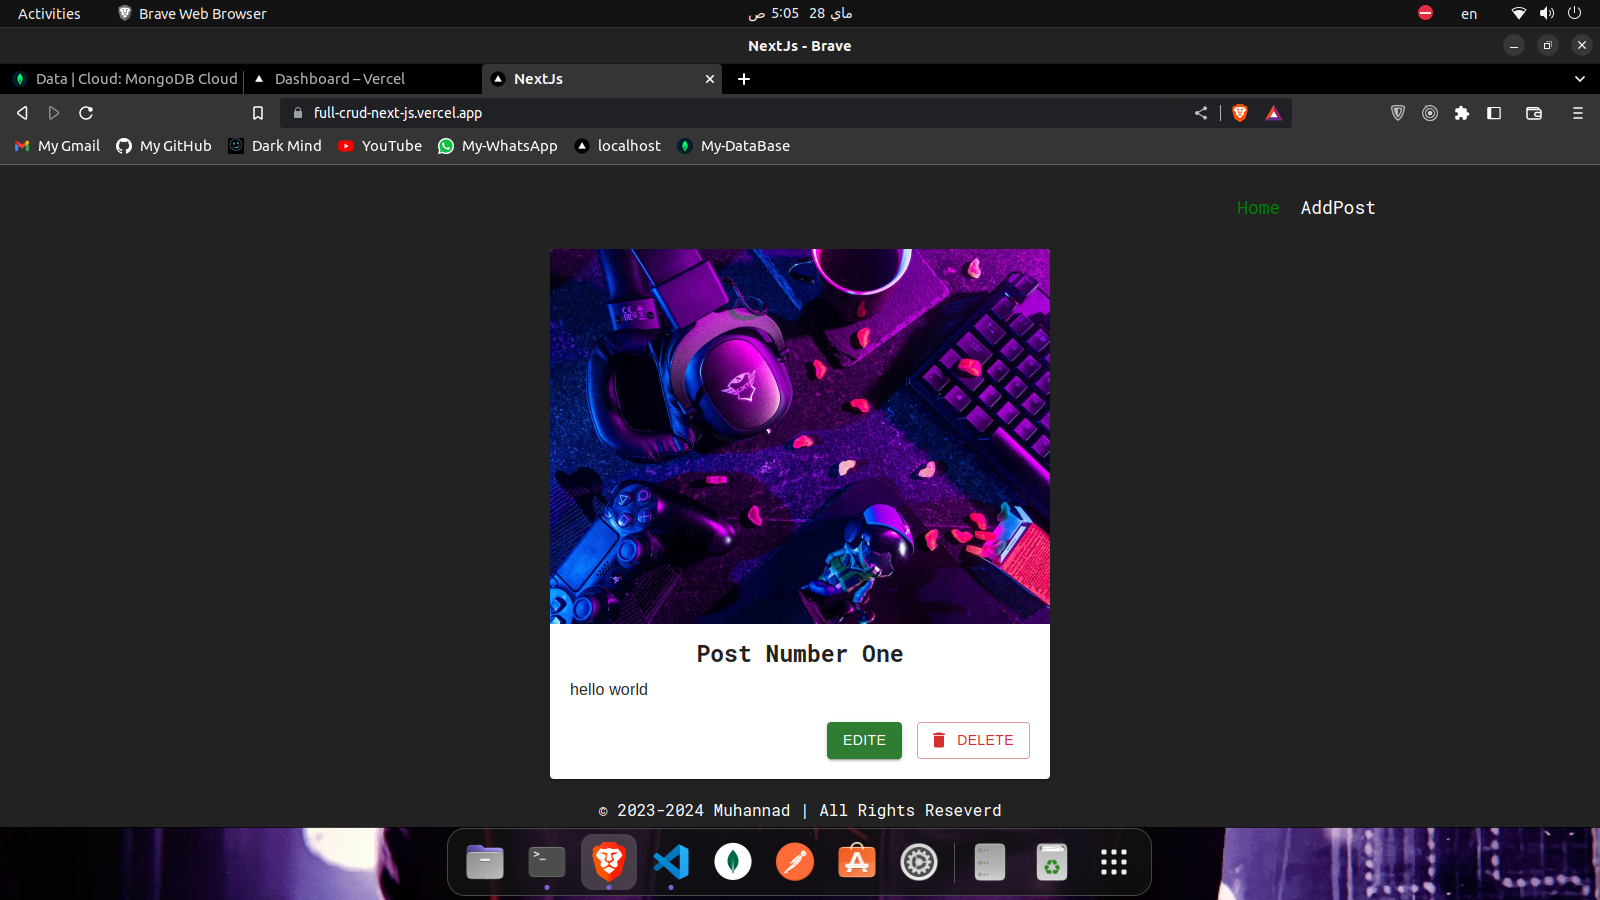 Activities
Brave Web Browser
ماي 28  5:05 ص
en
NextJs - Brave
Data | Cloud: MongoDB Cloud
Dashboard – Vercel
NextJs
full-crud-next-js.vercel.app
My Gmail
My GitHub
Dark Mind
YouTube
My-WhatsApp
localhost
My-DataBase
Home
AddPost
Post Number One
hello world
EDITE
DELETE
© 2023-2024 Muhannad | All Rights Reseverd